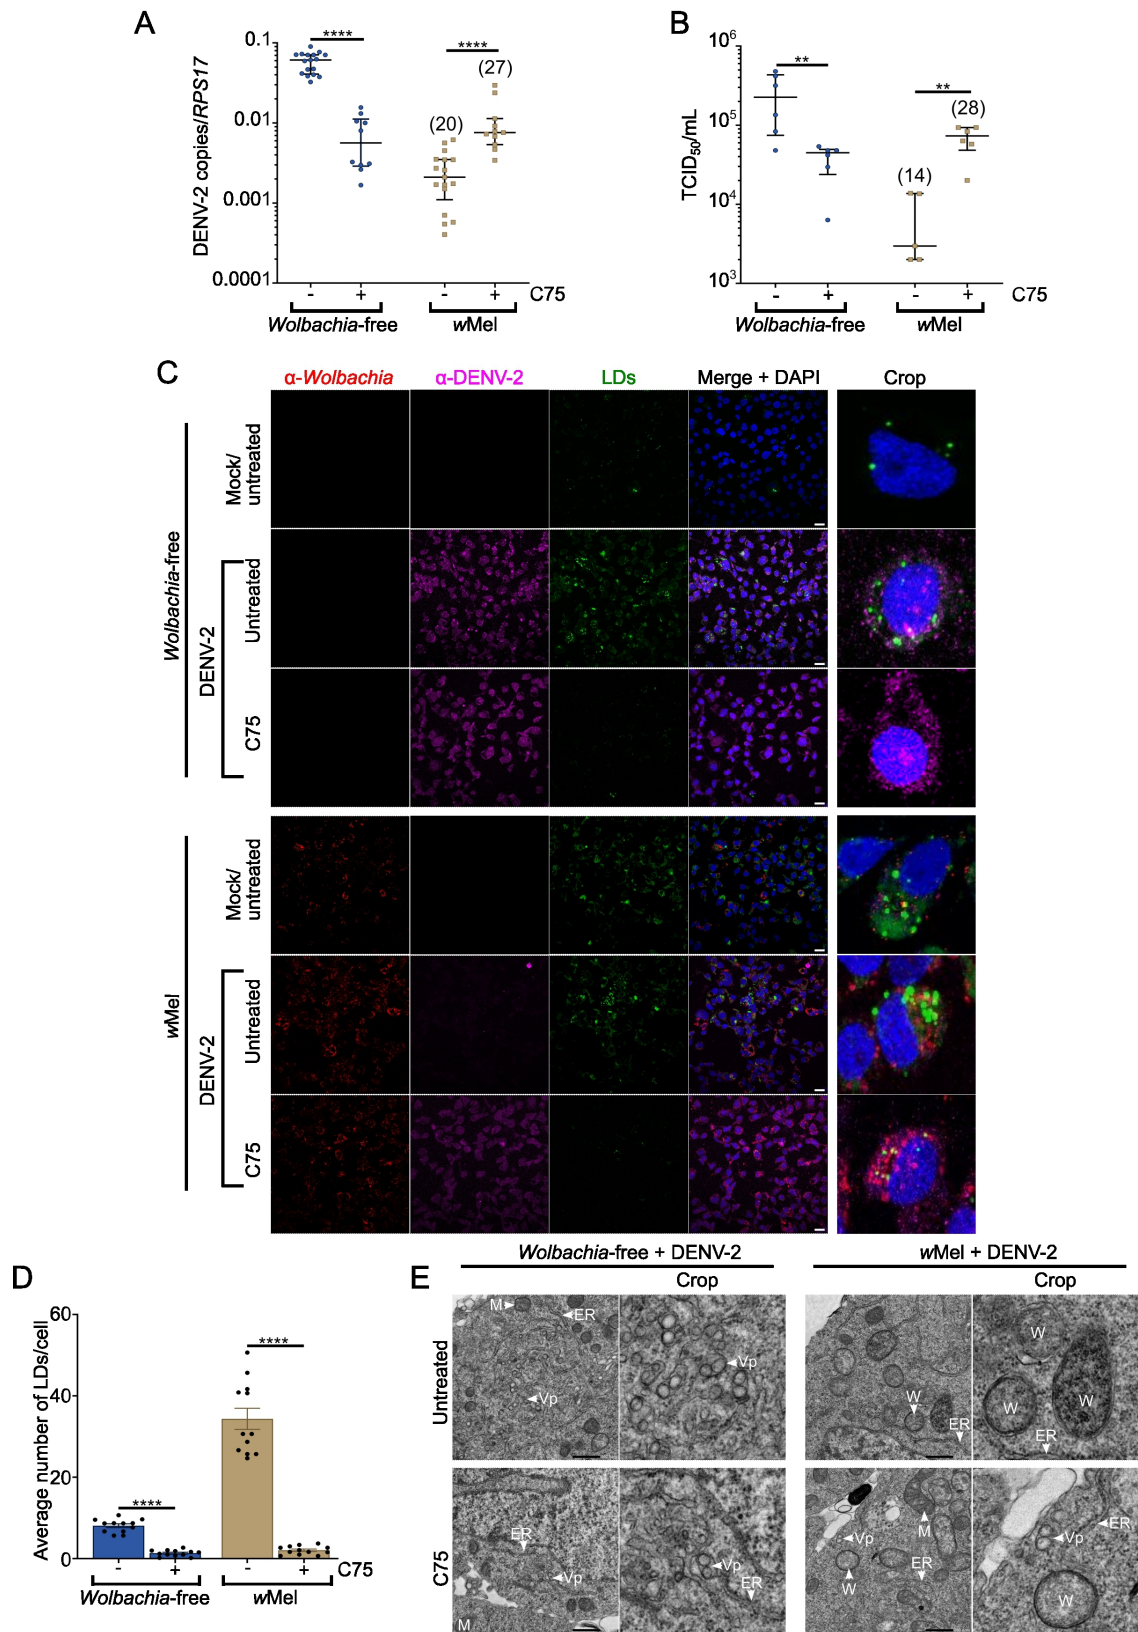 A
DENV-2 copies/RPS17
0.1
0.01
0.001
0.0001
****
****
(20)
(27)
- + - + C75
Wolbachia-free wMel
B
TCID50/mL
10^6
10^5
10^4
10^3
**
**
(14)
(28)
- + - + C75
Wolbachia-free wMel
C
α-Wolbachia α-DENV-2 LDs Merge + DAPI Crop
Wolbachia-free
Mock/
untreated
DENV-2
Untreated
C75
wMel
Mock/
untreated
DENV-2
Untreated
C75
D
Average number of LDs/cell
60
40
20
0
****
****
- + - + C75
Wolbachia-free wMel
E
Wolbachia-free + DENV-2 wMel + DENV-2
Crop Crop
Untreated
M ER
Vp
Vp
W
ER
W
W
W
ER
C75
ER
Vp
M
Vp
ER
Vp
M
W
ER
Vp
ER
W